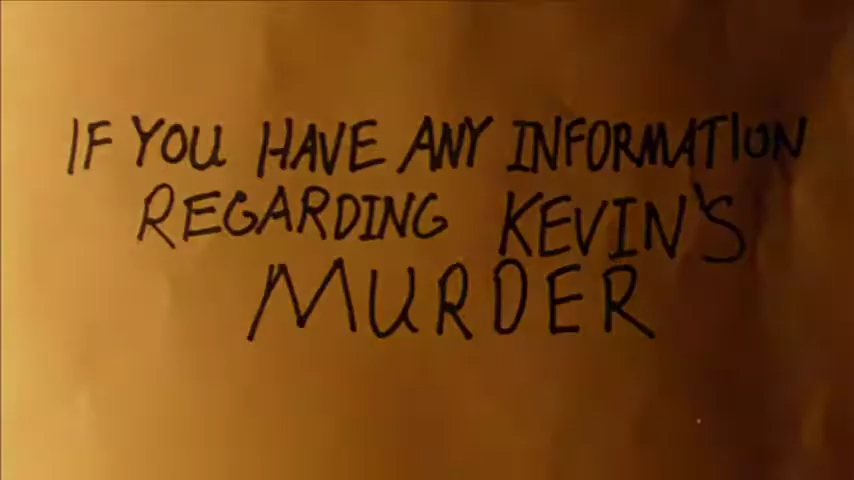 IF YOU HAVE ANY INFORMATION
REGARDING KEVIN'S
MURDER